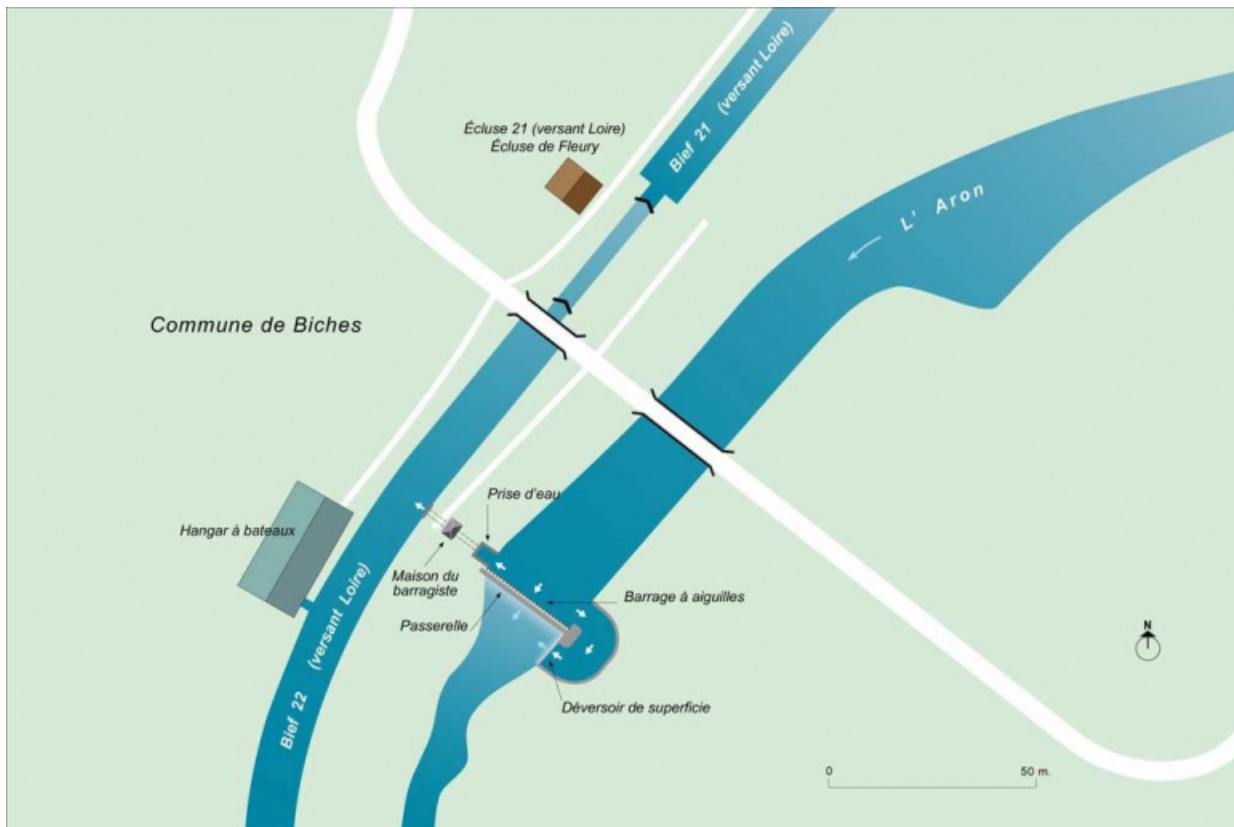 Écluse 21 (versant Loire)
Écluse de Fleury
Bief 21 (versant Loire)
L' Aron
Commune de Biches
Hangar à bateaux
Prise d'eau
Maison du
barragiste
Passerelle
Barrage à aiguilles
Bief 22 (versant Loire)
Déversoir de superficie
N
0 50 m.